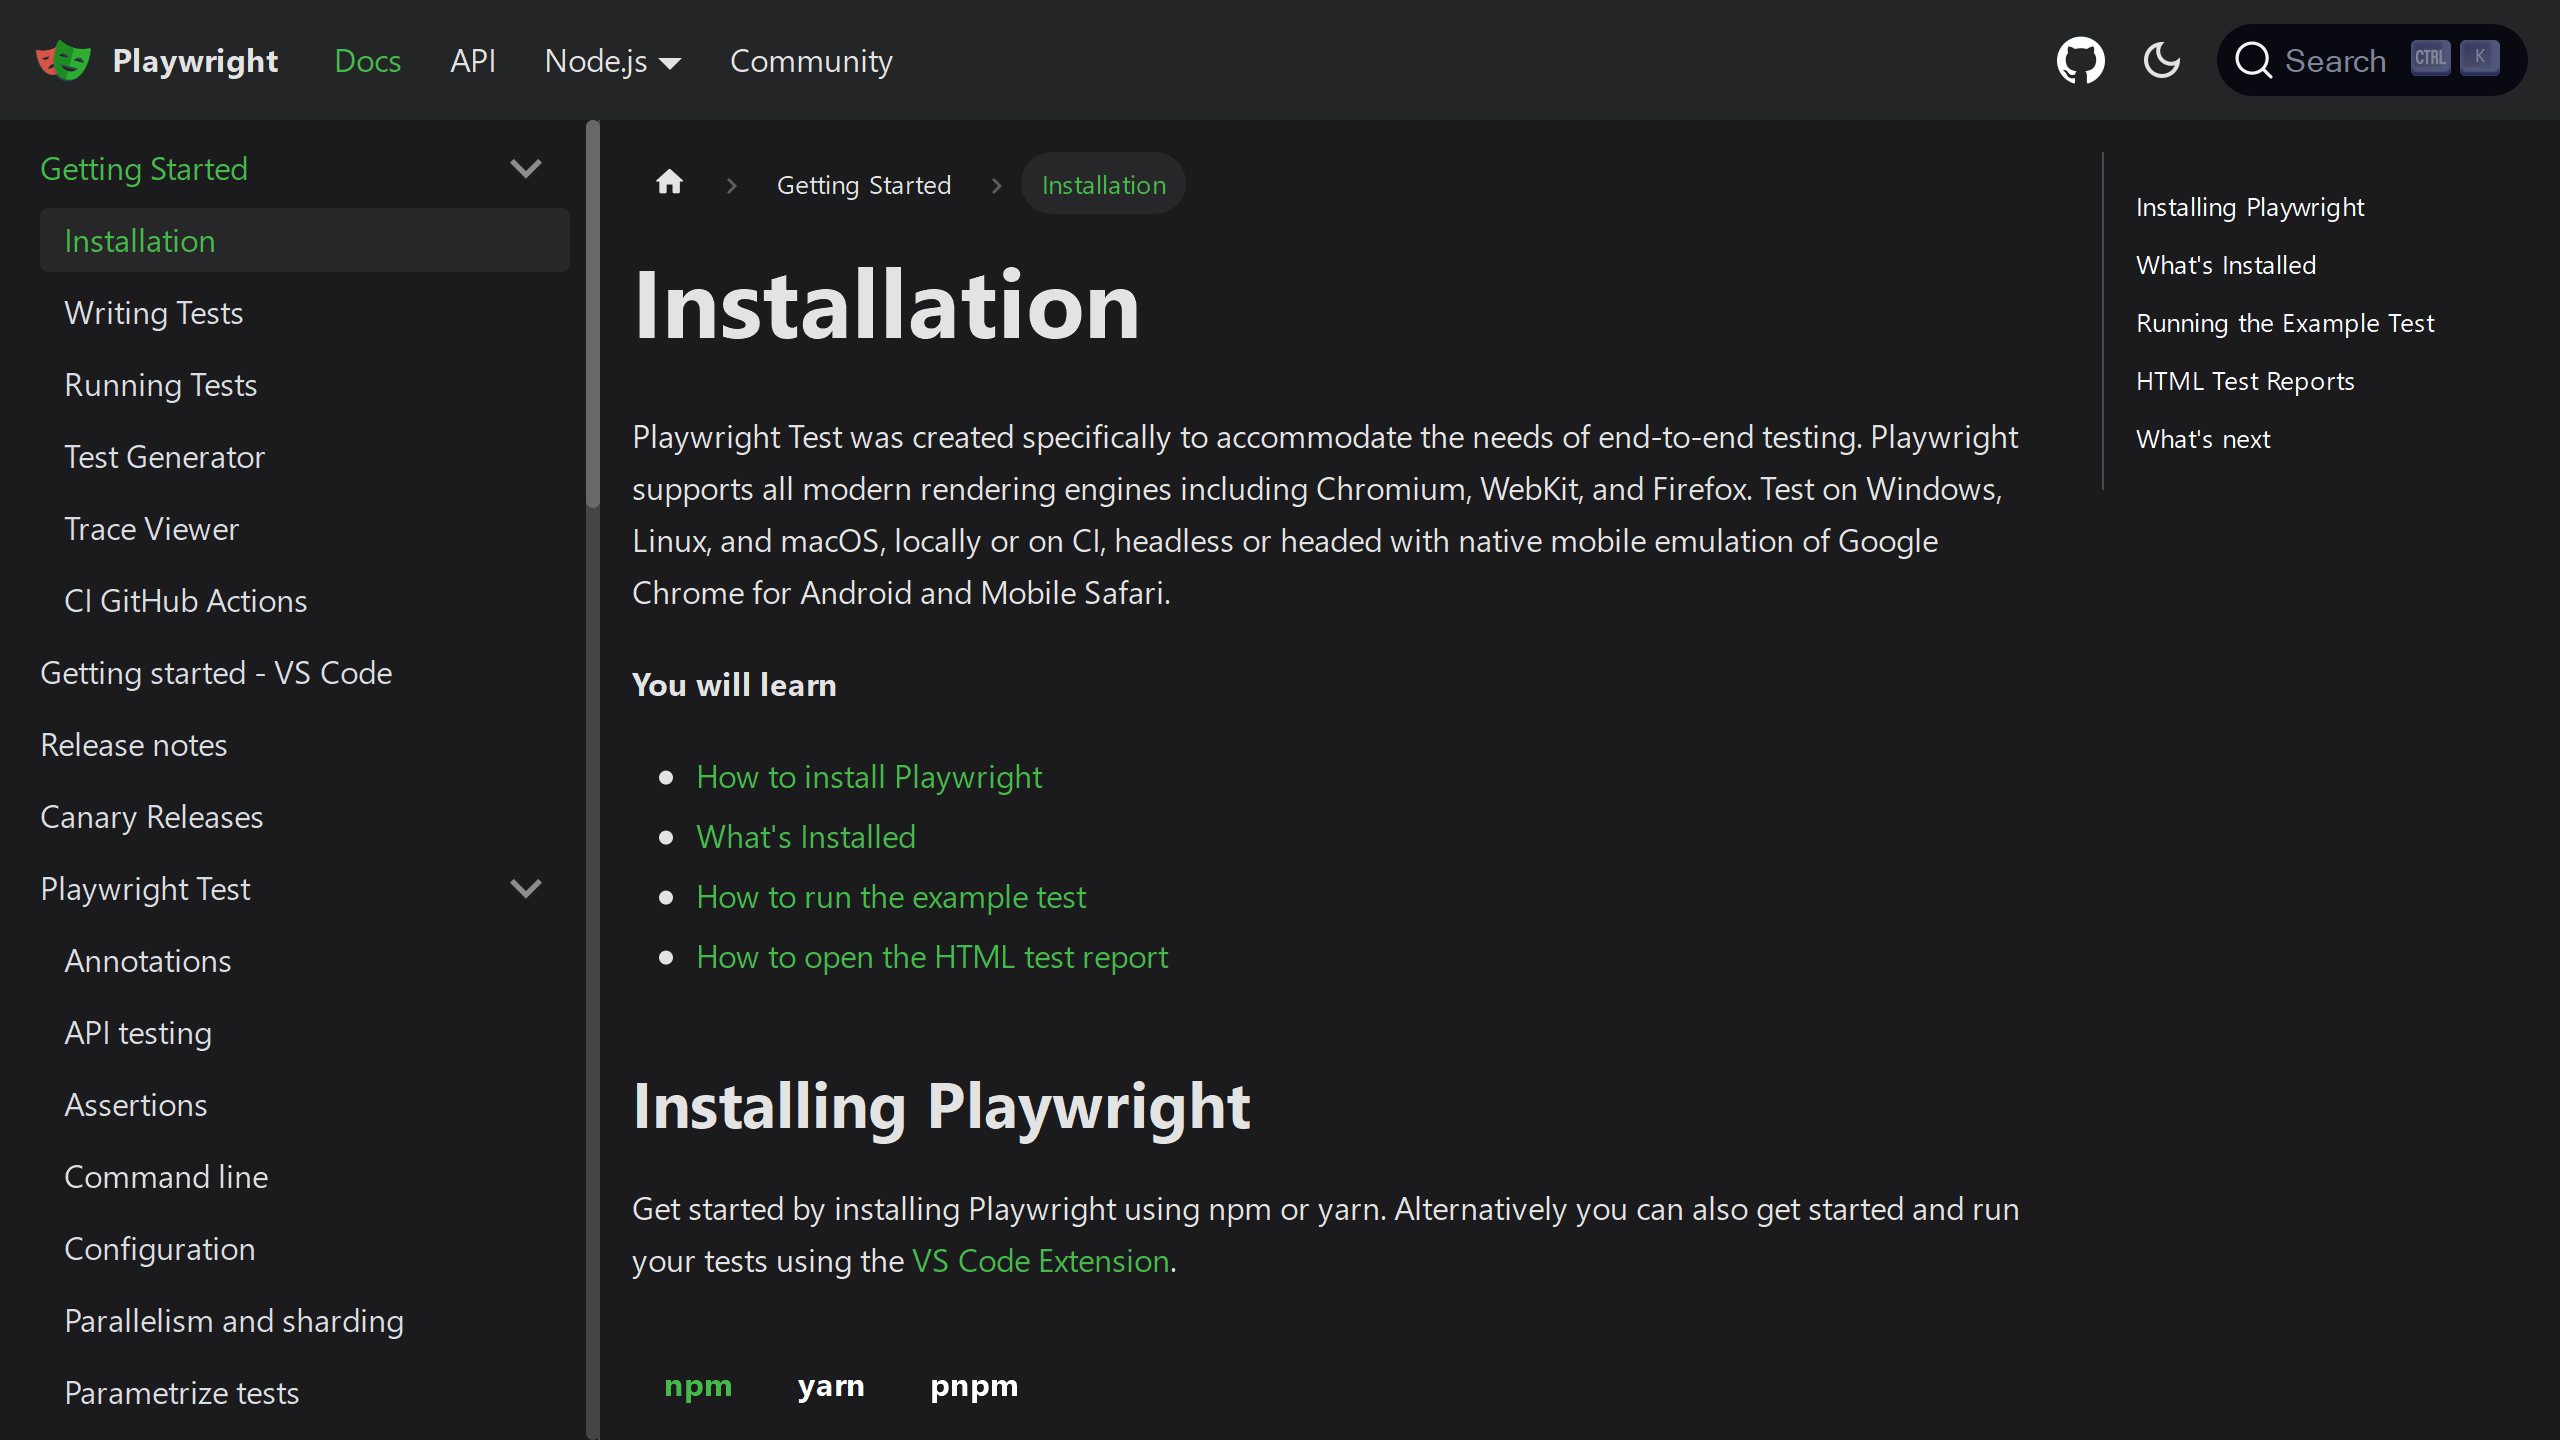 Playwright
Docs
API
Node.js
Community
Search
CTRL
K
Getting Started
Installation
Writing Tests
Running Tests
Test Generator
Trace Viewer
CI GitHub Actions
Getting started - VS Code
Release notes
Canary Releases
Playwright Test
Annotations
API testing
Assertions
Command line
Configuration
Parallelism and sharding
Parametrize tests
Getting Started
Installation
Installation
Playwright Test was created specifically to accommodate the needs of end-to-end testing. Playwright
supports all modern rendering engines including Chromium, WebKit, and Firefox. Test on Windows,
Linux, and macOS, locally or on CI, headless or headed with native mobile emulation of Google
Chrome for Android and Mobile Safari.
You will learn
How to install Playwright
What's Installed
How to run the example test
How to open the HTML test report
Installing Playwright
Get started by installing Playwright using npm or yarn. Alternatively you can also get started and run
your tests using the VS Code Extension.
npm
yarn
pnpm
Installing Playwright
What's Installed
Running the Example Test
HTML Test Reports
What's next